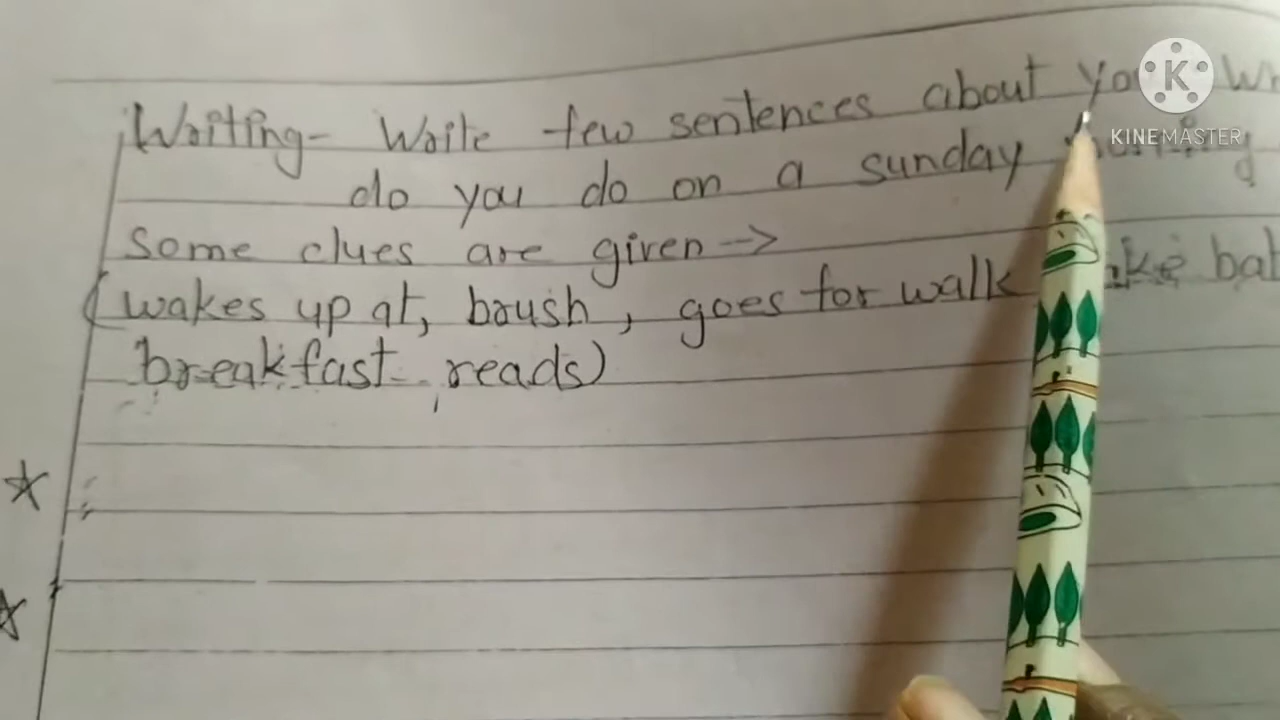 Writing - Write few sentences about you
do you do on a sunday
Some clues are given -->
(wakes up at, brush, goes for walk
breakfast, reads)
K
KINEMASTER